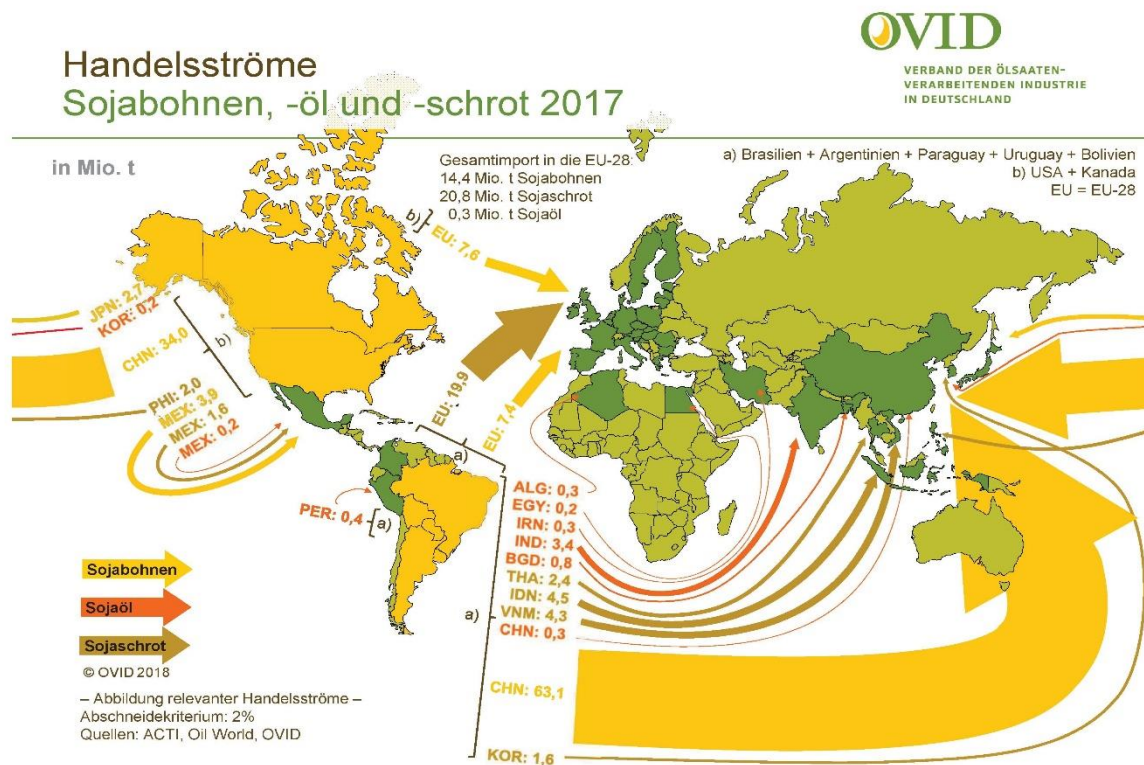 Handelsströme
Sojabohnen, -öl und -schrot 2017
OVID
VERBAND DER ÖLSAATEN-
VERARBEITENDEN INDUSTRIE
IN DEUTSCHLAND
in Mio. t
Gesamtimport in die EU-28:
14,4 Mio. t Sojabohnen
20,8 Mio. t Sojaschrot
0,3 Mio. t Sojaöl
a) Brasilien + Argentinien + Paraguay + Uruguay + Bolivien
b) USA + Kanada
EU = EU-28
b)
EU: 7,6
JPN: 2,7
KOR: 0,2
CHN: 34,0
b)
PHI: 2,0
MEX: 3,9
MEX: 1,6
MEX: 0,2
EU: 19,9
EU: 7,4
a)
PER: 0,4
a)
ALG: 0,3
EGY: 0,2
IRN: 0,3
IND: 3,4
BGD: 0,8
THA: 2,4
IDN: 4,5
VNM: 4,3
CHN: 0,3
a)
CHN: 63,1
KOR: 1,6
Sojabohnen
Sojaöl
Sojaschrot
© OVID 2018
– Abbildung relevanter Handelsströme –
Abschneidekriterium: 2%
Quellen: ACTI, Oil World, OVID